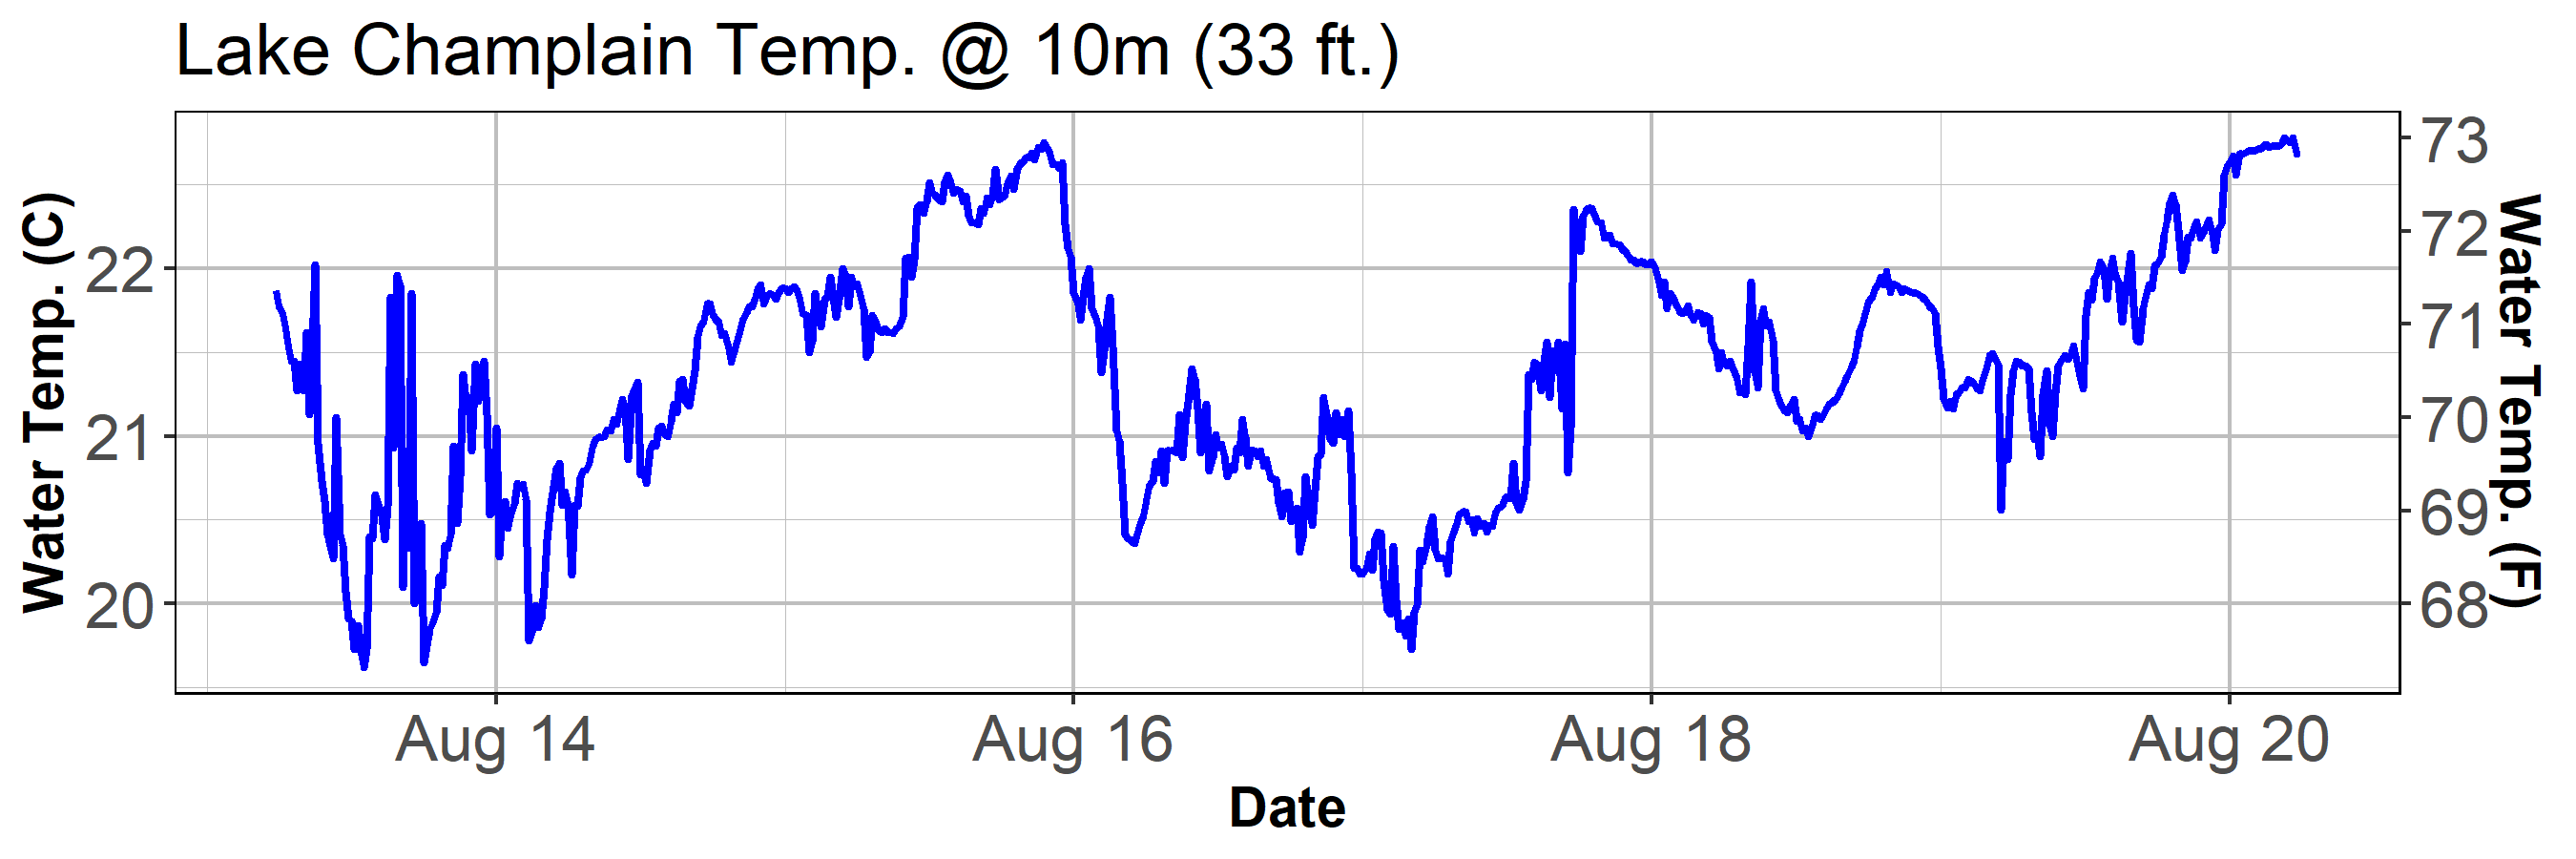 Lake Champlain Temp. @ 10m (33 ft.)
Water Temp. (C)
22
21
20
73
72
71
70
69
68
Water Temp. (F)
Aug 14
Aug 16
Aug 18
Aug 20
Date